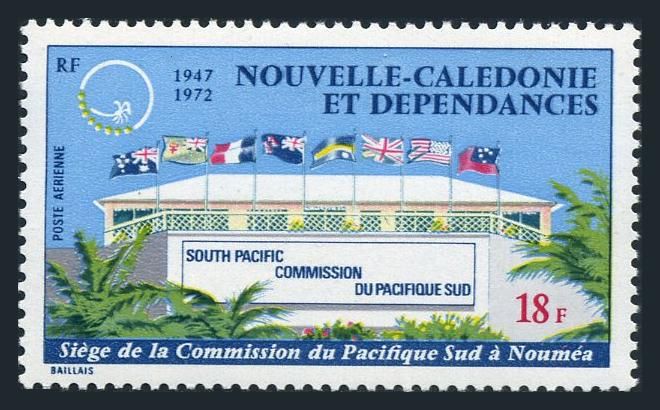 RF
1947
1972
NOUVELLE-CALEDONIE
ET DEPENDANCES
POSTE AERIENNE
SOUTH PACIFIC
COMMISSION
DU PACIFIQUE SUD
18F
Siège de la Commission du Pacifique Sud à Nouméa
BAILLAIS